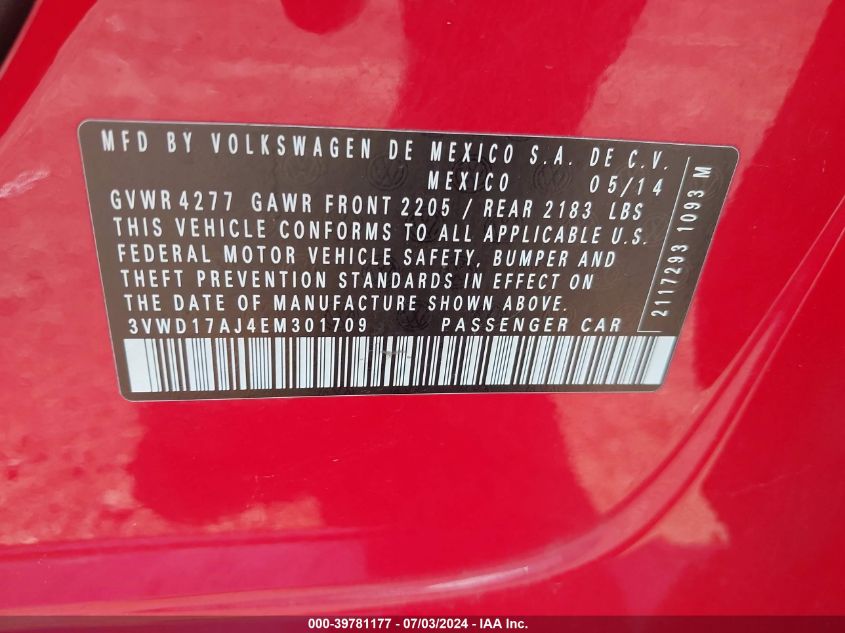 MFD BY VOLKSWAGEN DE MEXICO S.A. DE C.V.
MEXICO 05/14
GVWR 4277 GAWR FRONT 2205 / REAR 2183 LBS
THIS VEHICLE CONFORMS TO ALL APPLICABLE U.S.
FEDERAL MOTOR VEHICLE SAFETY, BUMPER AND
THEFT PREVENTION STANDARDS IN EFFECT ON
THE DATE OF MANUFACTURE SHOWN ABOVE.
3VWD17AJ4EM301709 PASSENGER CAR
2117293 1093 M
000-39781177 - 07/03/2024 - IAA Inc.